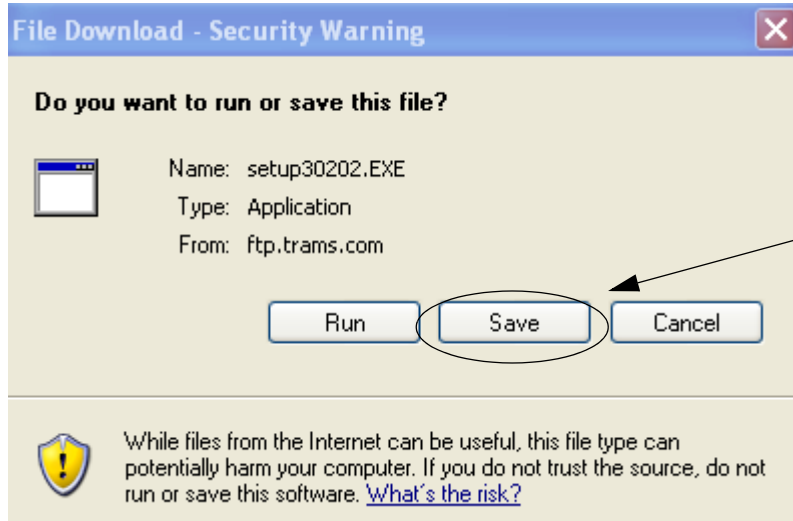 File Download - Security Warning
Do you want to run or save this file?
Name: setup30202.EXE
Type: Application
From: ftp.trams.com
Run Save Cancel
While files from the Internet can be useful, this file type can
potentially harm your computer. If you do not trust the source, do not
run or save this software. What's the risk?